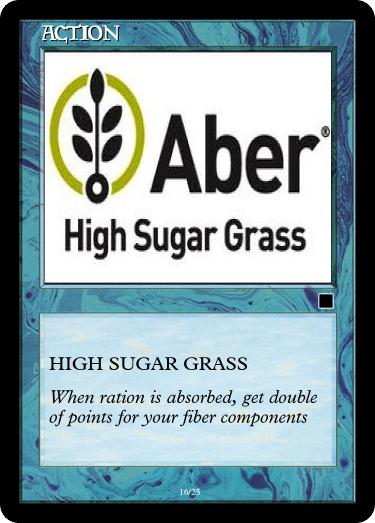 ACTION
Aber®
High Sugar Grass
HIGH SUGAR GRASS
When ration is absorbed, get double
of points for your fiber components
16/25